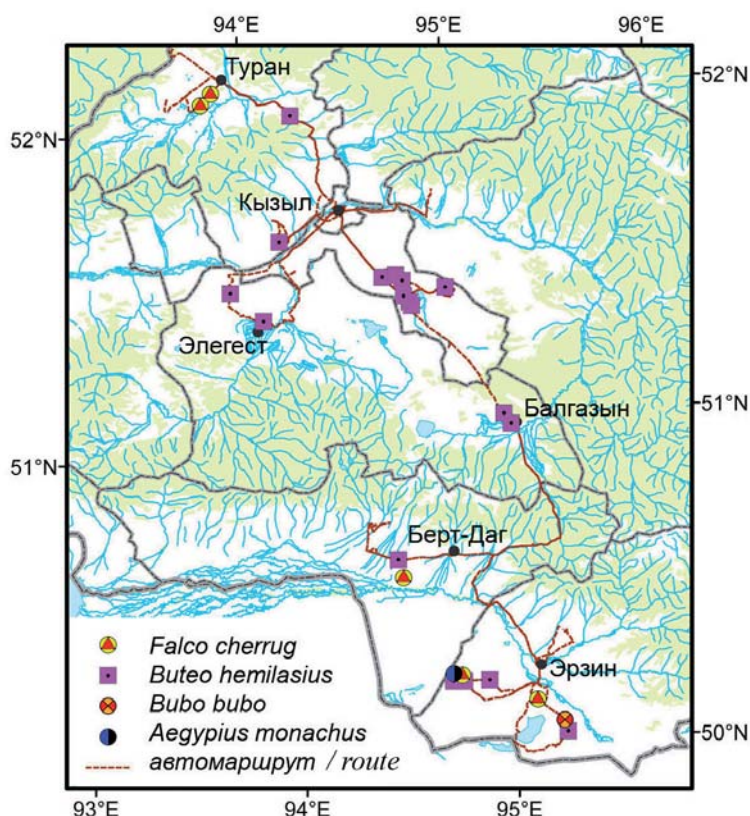 94°E 95°E 96°E
Туран
52°N
52°N
Кызыл
Элегест
Балгазын
51°N
51°N
Берт-Даг
Эрзин
50°N
Falco cherrug
Buteo hemilasius
Bubo bubo
Aegypius monachus
автомаршрут / route
93°E 94°E 95°E